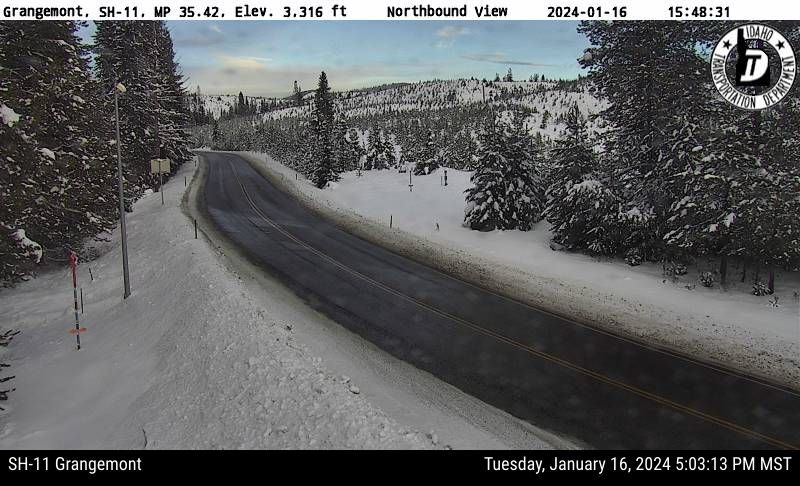 Grangemont, SH-11, MP 35.42, Elev. 3,316 ft Northbound View 2024-01-16 15:48:31
IDAHO
TRANSPORTATION DEPARTMENT
SH-11 Grangemont Tuesday, January 16, 2024 5:03:13 PM MST